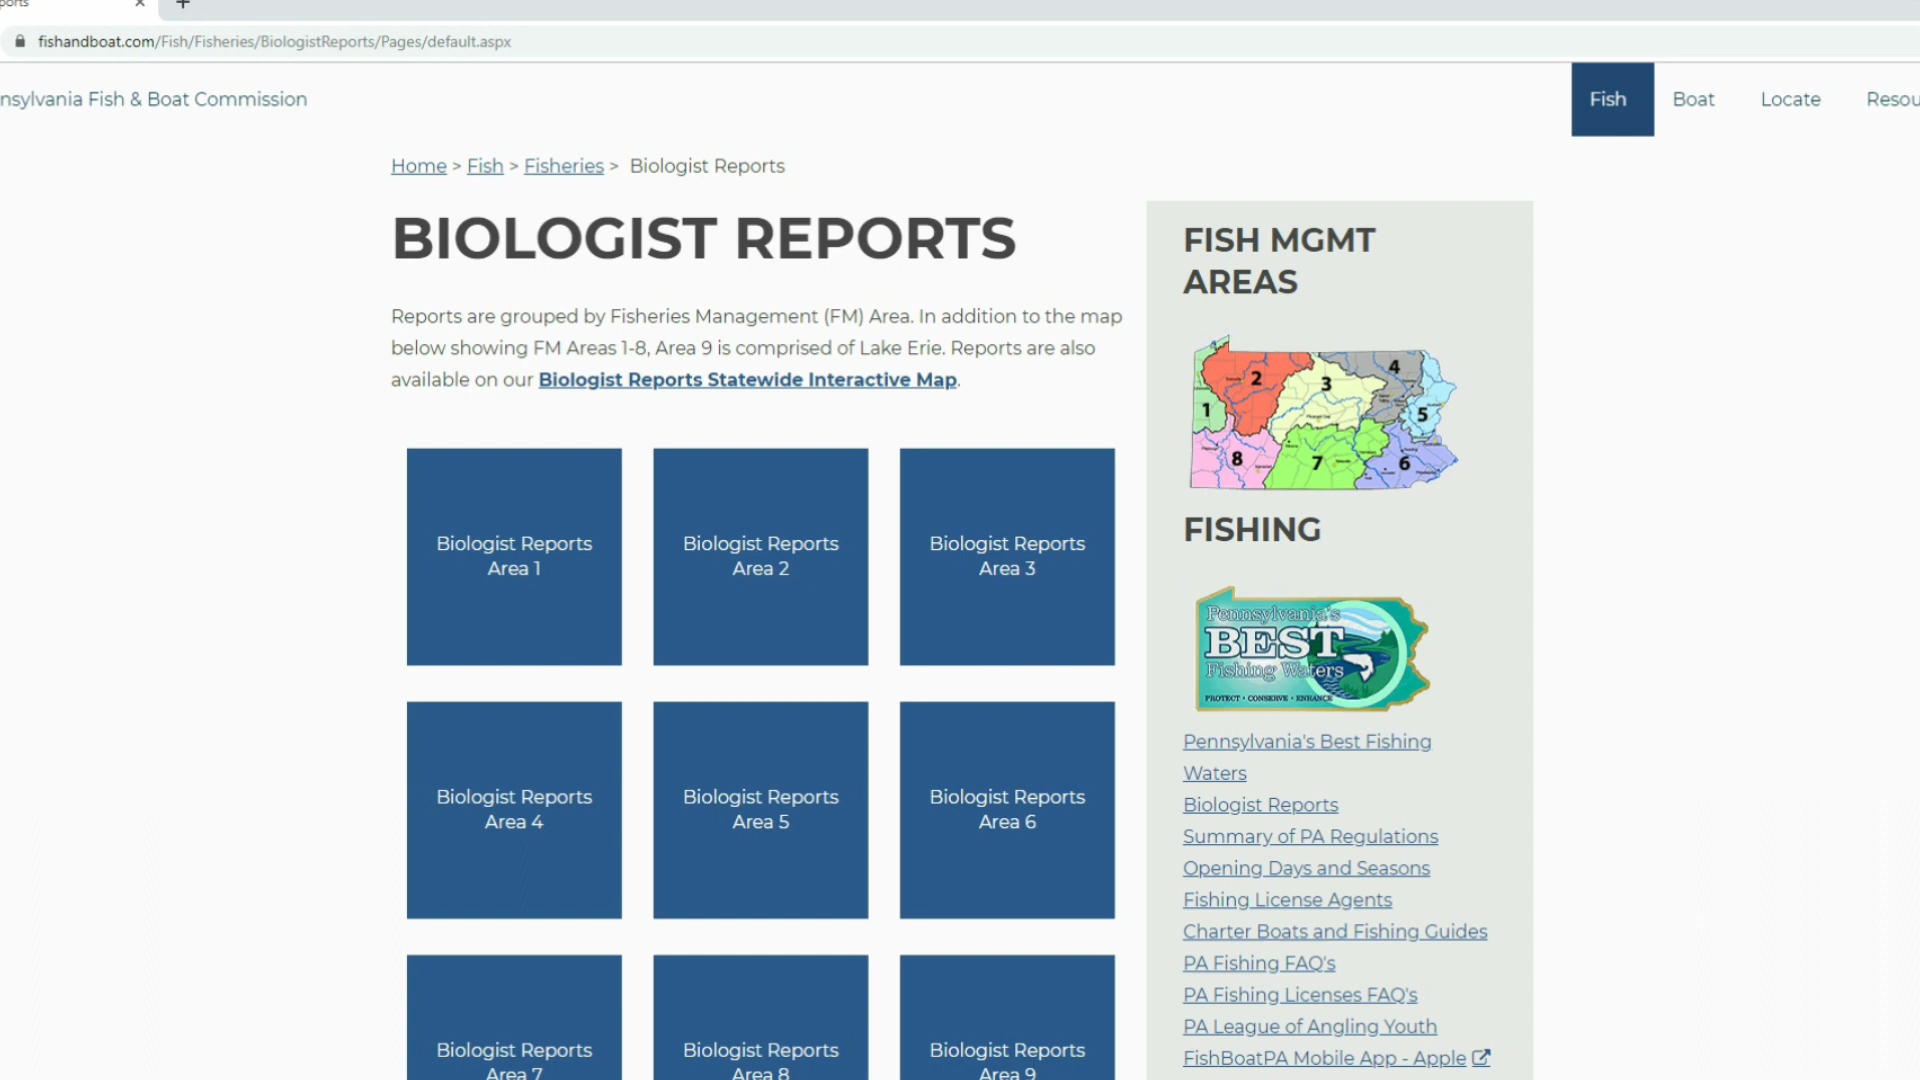 ports
fishandboat.com/Fish/Fisheries/BiologistReports/Pages/default.aspx
nsylvania Fish & Boat Commission
Fish
Boat
Locate
Resou
Home > Fish > Fisheries > Biologist Reports
BIOLOGIST REPORTS
Reports are grouped by Fisheries Management (FM) Area. In addition to the map
below showing FM Areas 1-8, Area 9 is comprised of Lake Erie. Reports are also
available on our Biologist Reports Statewide Interactive Map.
Biologist Reports
Area 1
Biologist Reports
Area 2
Biologist Reports
Area 3
Biologist Reports
Area 4
Biologist Reports
Area 5
Biologist Reports
Area 6
Biologist Reports
Area 7
Biologist Reports
Area 8
Biologist Reports
Area 9
FISH MGMT
AREAS
1
2
3
4
5
6
7
8
FISHING
Pennsylvania's
BEST
Fishing Waters
PROTECT • CONSERVE • ENHANCE
Pennsylvania's Best Fishing
Waters
Biologist Reports
Summary of PA Regulations
Opening Days and Seasons
Fishing License Agents
Charter Boats and Fishing Guides
PA Fishing FAQ's
PA Fishing Licenses FAQ's
PA League of Angling Youth
FishBoatPA Mobile App - Apple